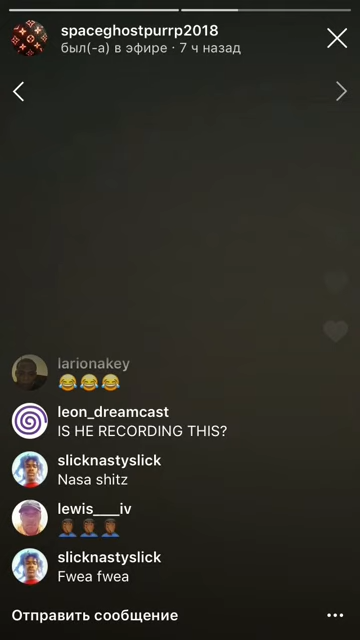 spaceghostpurrp2018
был(-а) в эфире · 7 ч назад
larionakey
😂😂😂
leon_dreamcast
IS HE RECORDING THIS?
slicknastyslick
Nasa shitz
lewis____iv
🤦🏾‍♂️🤦🏾‍♂️🤦🏾‍♂️
slicknastyslick
Fwea fwea
Отправить сообщение